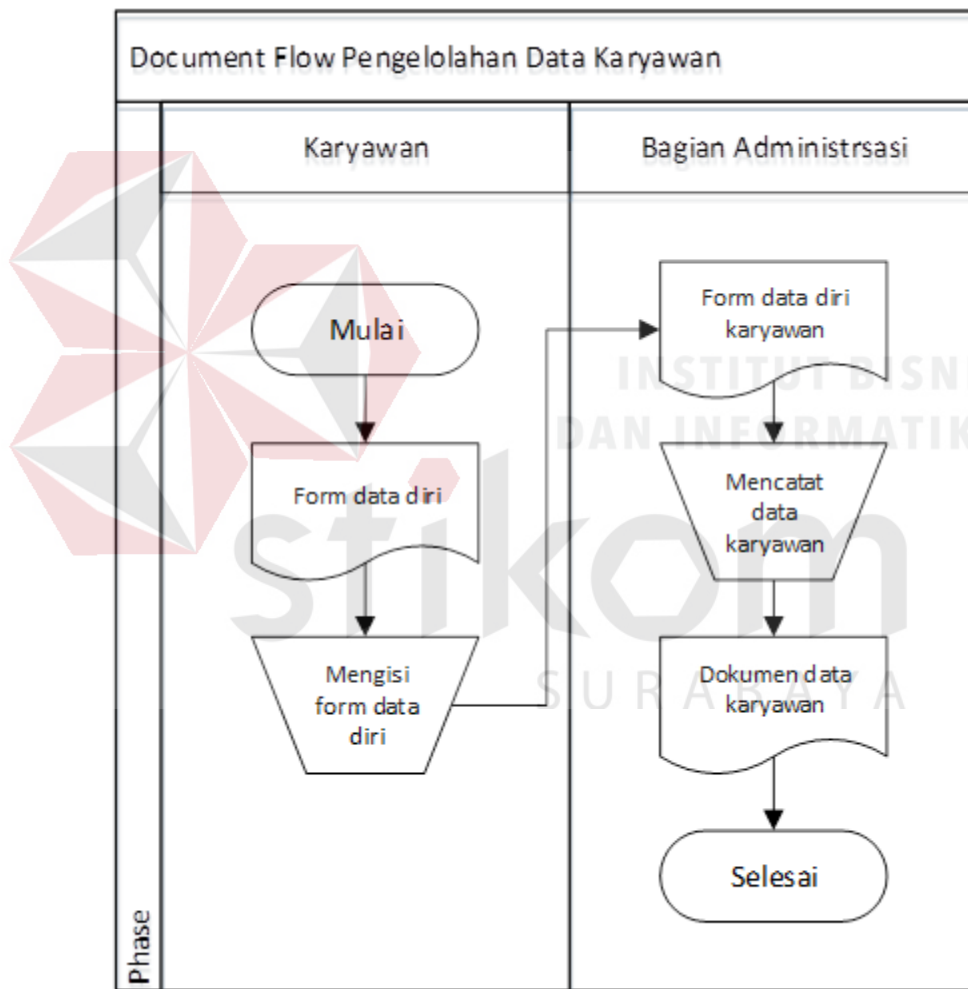 Document Flow Pengelolahan Data Karyawan
Phase
Karyawan
Bagian Administrsasi
Mulai
Form data diri
Mengisi
form data
diri
Form data diri
karyawan
Mencatat
data
karyawan
Dokumen data
karyawan
Selesai
INSTITUT BISNI
DAN INFORMATIK
stikom
SURABAYA